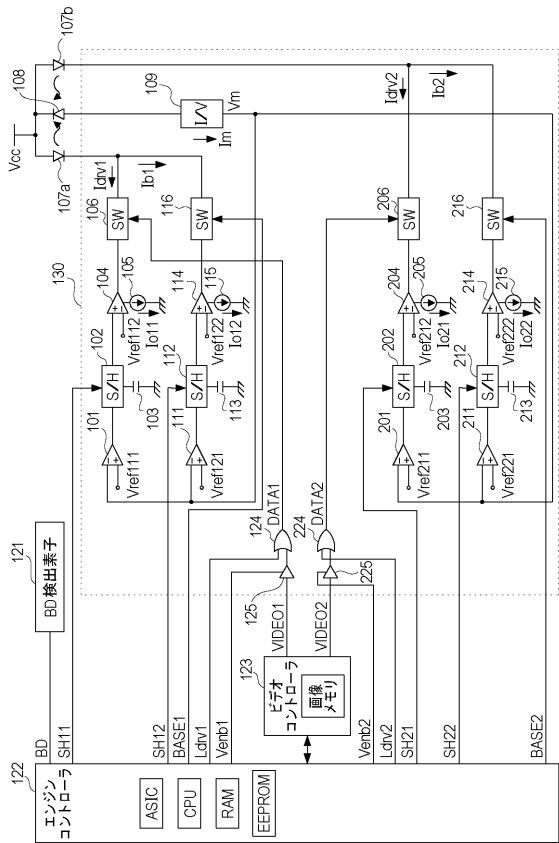 122
エンジン
コントローラ
ASIC
CPU
RAM
EEPROM
BD
SH11
SH12
BASE1
Ldrv1
Venb1
Venb2
Ldrv2
SH21
SH22
BASE2
121
BD検出素子
123
ビデオ
コントローラ
画像
メモリ
VIDEO1
VIDEO2
125
124
DATA1
224
DATA2
225
130
101
Vref111
S/H
102
103
104
Vref112
105
Io11
106
SW
Idrv1
111
Vref121
S/H
112
113
114
Vref122
115
Io12
116
SW
Ib1
Vcc
107a
108
107b
109
I/V
Vm
Im
201
Vref211
S/H
202
203
204
Vref212
205
Io21
206
SW
Idrv2
211
Vref221
S/H
212
213
214
Vref222
215
Io22
216
SW
Ib2